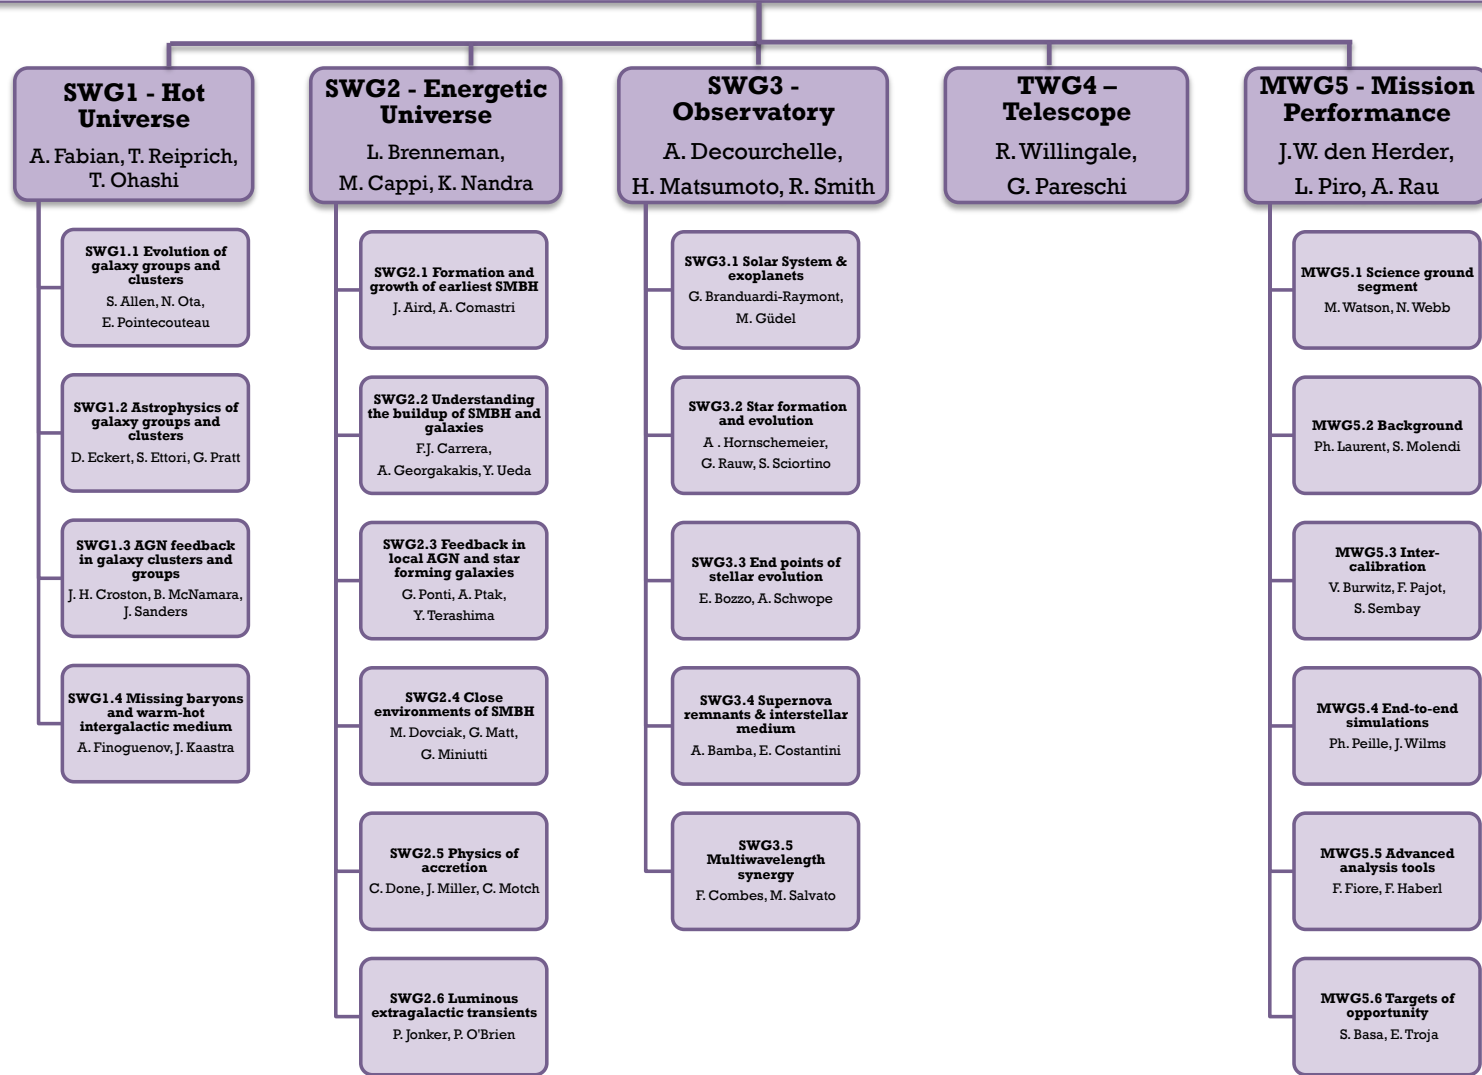 SWG1 - Hot
Universe
A. Fabian, T. Reiprich,
T. Ohashi
SWG1.1 Evolution of
galaxy groups and
clusters
S. Allen, N. Ota,
E. Pointecouteau
SWG1.2 Astrophysics of
galaxy groups and
clusters
D. Eckert, S. Ettori, G. Pratt
SWG1.3 AGN feedback
in galaxy clusters and
groups
J. H. Croston, B. McNamara,
J. Sanders
SWG1.4 Missing baryons
and warm-hot
intergalactic medium
A. Finoguenov, J. Kaastra
SWG2 - Energetic
Universe
L. Brenneman,
M. Cappi, K. Nandra
SWG2.1 Formation and
growth of earliest SMBH
J. Aird, A. Comastri
SWG2.2 Understanding
the buildup of SMBH and
galaxies
F.J. Carrera,
A. Georgakakis, Y. Ueda
SWG2.3 Feedback in
local AGN and star
forming galaxies
G. Ponti, A. Ptak,
Y. Terashima
SWG2.4 Close
environments of SMBH
M. Dovciak, G. Matt,
G. Miniutti
SWG2.5 Physics of
accretion
C. Done, J. Miller, C. Motch
SWG2.6 Luminous
extragalactic transients
P. Jonker, P. O'Brien
SWG3 -
Observatory
A. Decourchelle,
H. Matsumoto, R. Smith
SWG3.1 Solar System &
exoplanets
G. Branduardi-Raymont,
M. Güdel
SWG3.2 Star formation
and evolution
A . Hornschemeier,
G. Rauw, S. Sciortino
SWG3.3 End points of
stellar evolution
E. Bozzo, A. Schwope
SWG3.4 Supernova
remnants & interstellar
medium
A. Bamba, E. Costantini
SWG3.5
Multiwavelength
synergy
F. Combes, M. Salvato
TWG4 –
Telescope
R. Willingale,
G. Pareschi
MWG5 - Mission
Performance
J.W. den Herder,
L. Piro, A. Rau
MWG5.1 Science ground
segment
M. Watson, N. Webb
MWG5.2 Background
Ph. Laurent, S. Molendi
MWG5.3 Inter-
calibration
V. Burwitz, F. Pajot,
S. Sembay
MWG5.4 End-to-end
simulations
Ph. Peille, J. Wilms
MWG5.5 Advanced
analysis tools
F. Fiore, F. Haberl
MWG5.6 Targets of
opportunity
S. Basa, E. Troja